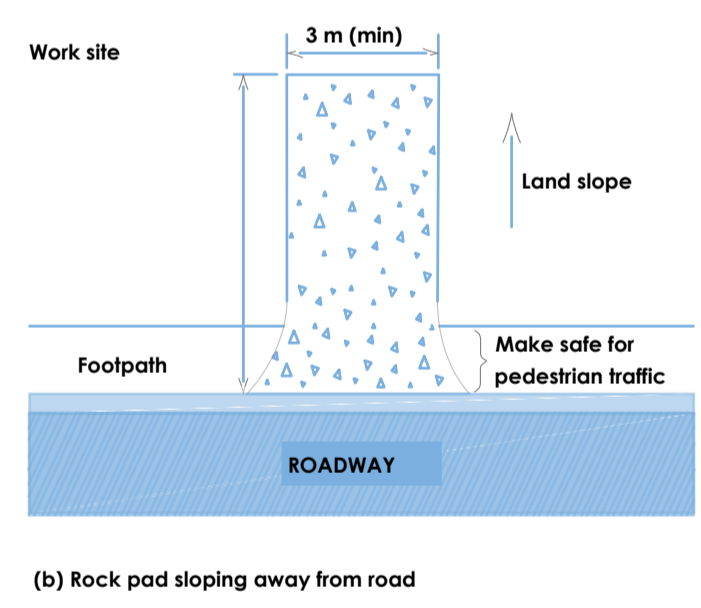 3 m (min)
Work site
Land slope
Make safe for
pedestrian traffic
Footpath
ROADWAY
(b) Rock pad sloping away from road